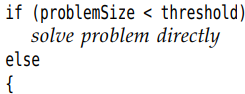 if (problemSize < threshold)
solve problem directly
else
{